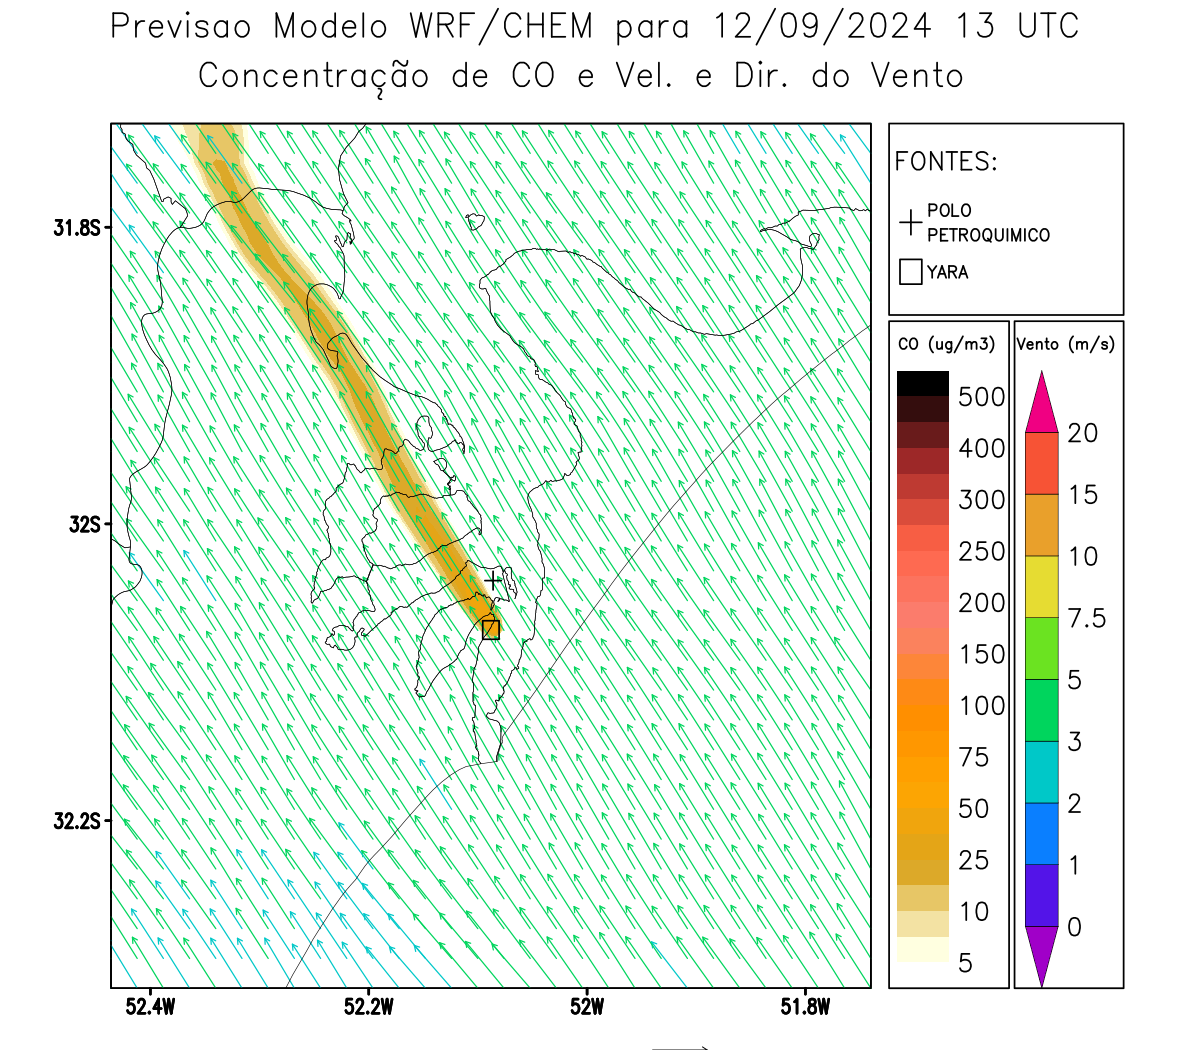 Previsao Modelo WRF/CHEM para 12/09/2024 13 UTC
Concentração de CO e Vel. e Dir. do Vento
FONTES:
POLO
PETROQUIMICO
YARA
CO (ug/m3)
500
400
300
250
200
150
100
75
50
25
10
5
Vento (m/s)
20
15
10
7.5
5
3
2
1
0
31.8S
32S
32.2S
52.4W
52.2W
52W
51.8W